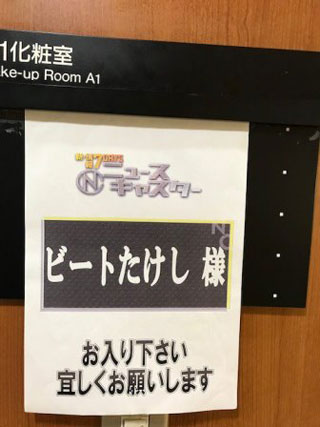 1化粧室
ke-up Room A1
7DAYS
ニュース
キャスター
ビートたけし 様
お入り下さい
宜しくお願いします